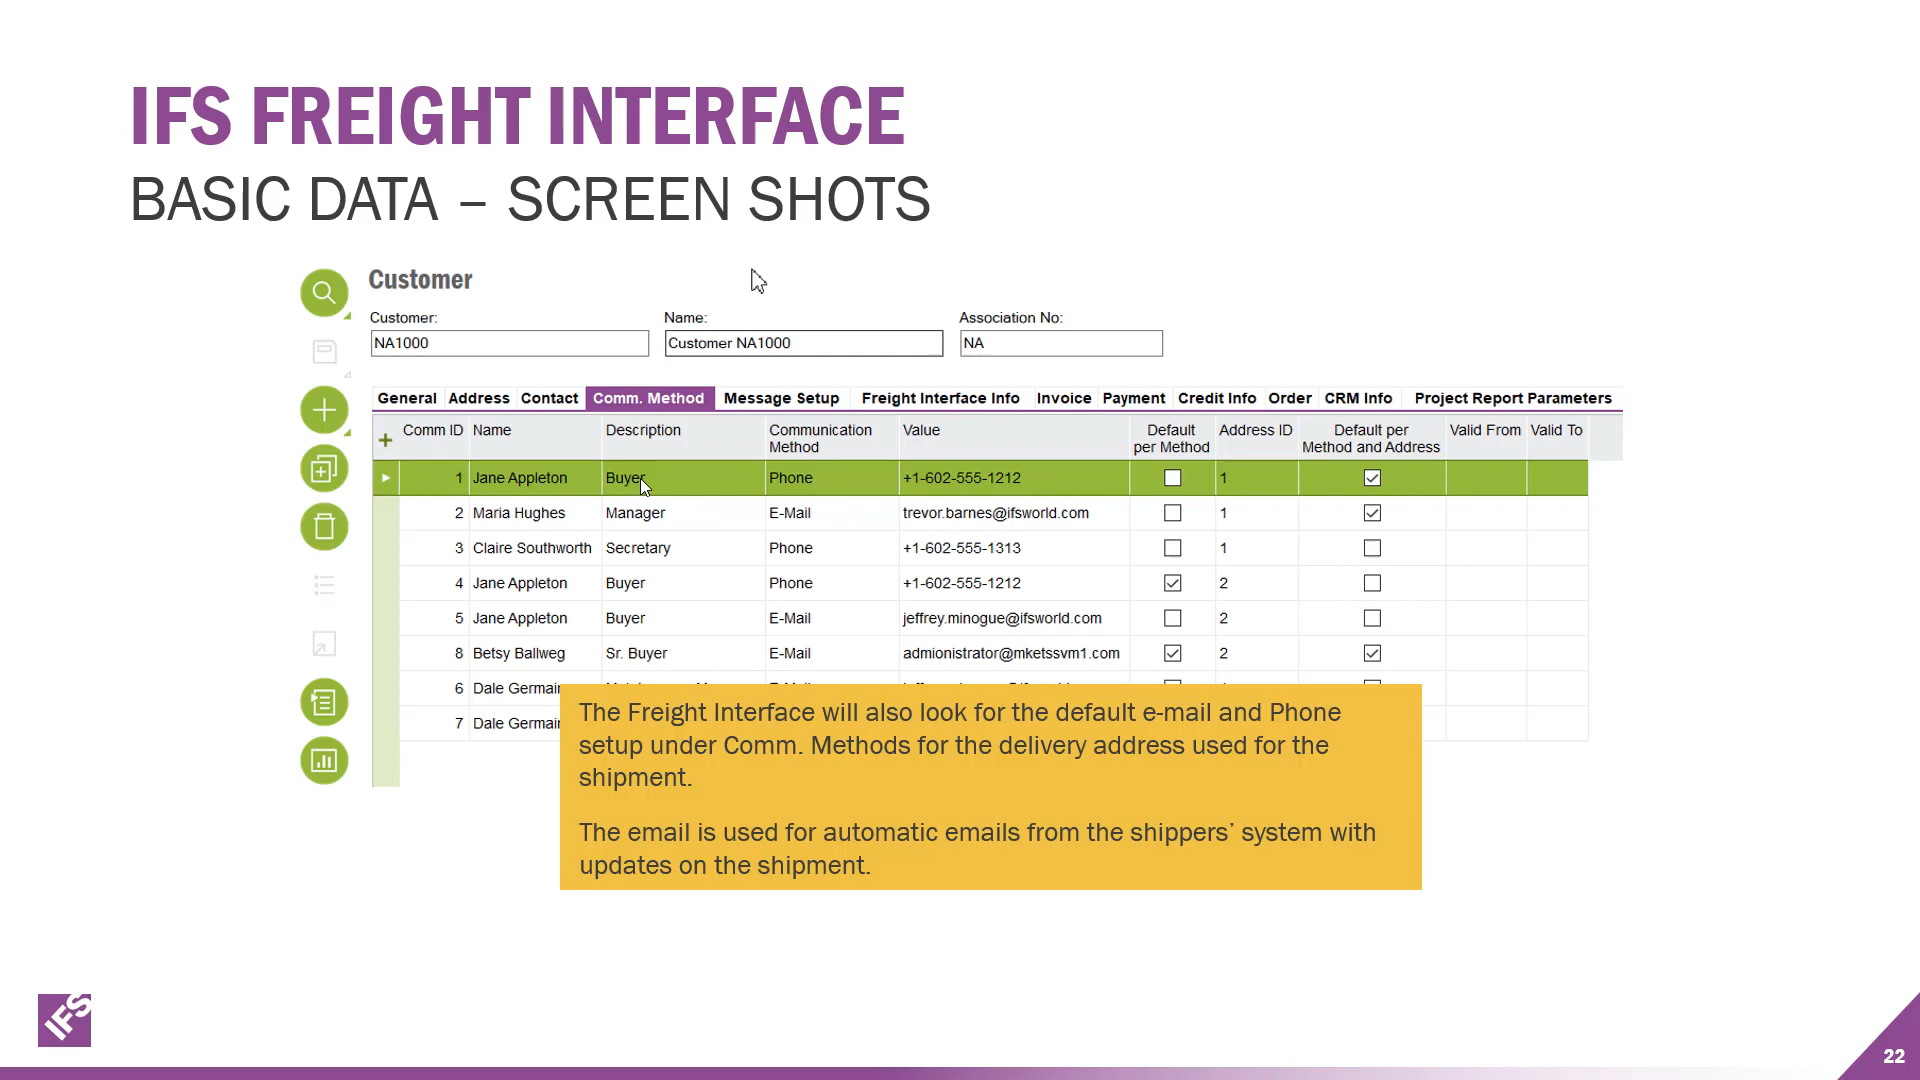 IFS FREIGHT INTERFACE
BASIC DATA – SCREEN SHOTS
Customer
Customer: Name: Association No:
NA1000 Customer NA1000 NA
General Address Contact Comm. Method Message Setup Freight Interface Info Invoice Payment Credit Info Order CRM Info Project Report Parameters
Comm ID Name Description Communication Method Value Default per Method Address ID Default per Method and Address Valid From Valid To
1 Jane Appleton Buyer Phone +1-602-555-1212 1
2 Maria Hughes Manager E-Mail trevor.barnes@ifsworld.com 1
3 Claire Southworth Secretary Phone +1-602-555-1313 1
4 Jane Appleton Buyer Phone +1-602-555-1212 2
5 Jane Appleton Buyer E-Mail jeffrey.minogue@ifsworld.com 2
8 Betsy Ballweg Sr. Buyer E-Mail admionistrator@mketssvm1.com 2
6 Dale
7 Dale
The Freight Interface will also look for the default e-mail and Phone
setup under Comm. Methods for the delivery address used for the
shipment.
The email is used for automatic emails from the shippers’ system with
updates on the shipment.
IFS
22